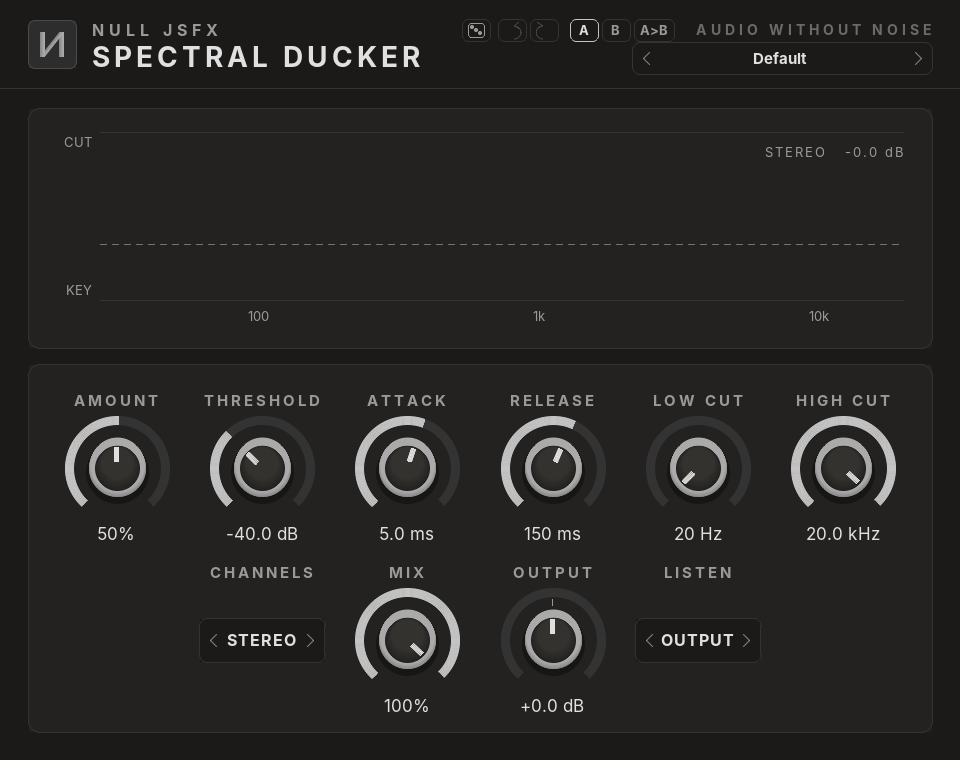 NULL JSFX
SPECTRAL DUCKER
A B A>B
AUDIO WITHOUT NOISE
Default
CUT
STEREO -0.0 dB
KEY
100 1k 10k
AMOUNT THRESHOLD ATTACK RELEASE LOW CUT HIGH CUT
50% -40.0 dB 5.0 ms 150 ms 20 Hz 20.0 kHz
CHANNELS MIX OUTPUT LISTEN
STEREO OUTPUT
100% +0.0 dB